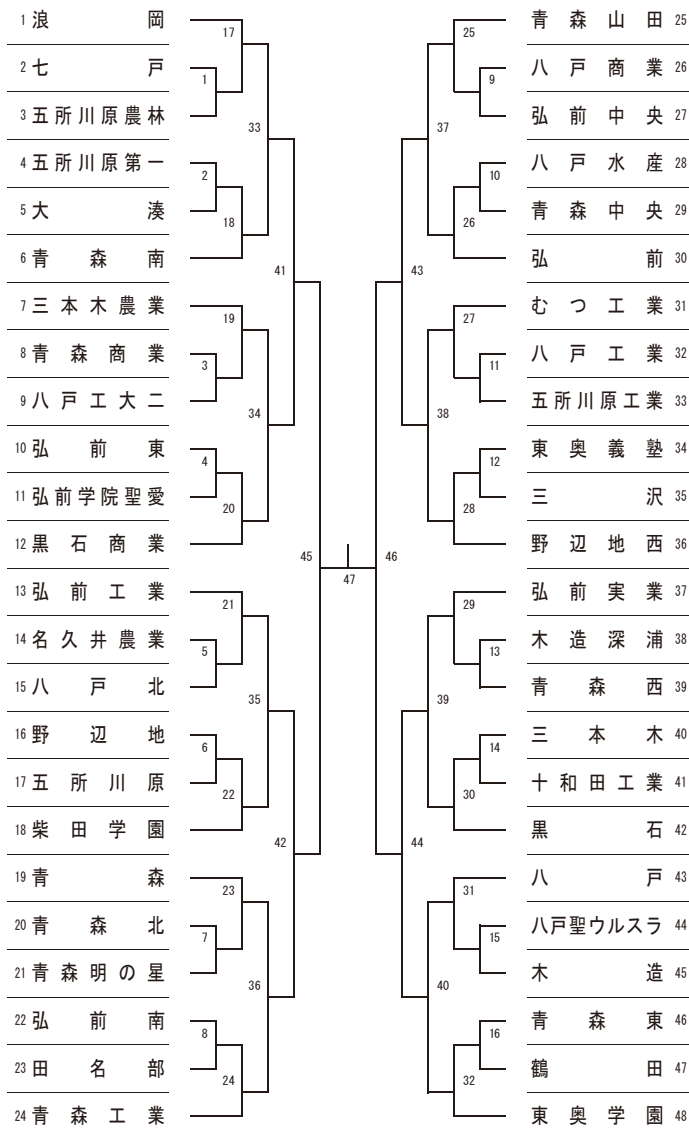 1 浪岡
2 七戸
3 五所川原農林
4 五所川原第一
5 大湊
6 青森南
7 三本木農業
8 青森商業
9 八戸工大二
10 弘前東
11 弘前学院聖愛
12 黒石商業
13 弘前工業
14 名久井農業
15 八戸北
16 野辺地
17 五所川原
18 柴田学園
19 青森
20 青森北
21 青森明の星
22 弘前南
23 田名部
24 青森工業
17
1
33
2
18
41
19
3
34
4
20
45
21
5
35
6
22
42
23
7
36
8
24
47
25
9
37
10
26
43
27
11
38
12
28
46
29
13
39
14
30
44
31
15
40
16
32
青森山田 25
八戸商業 26
弘前中央 27
八戸水産 28
青森中央 29
弘前 30
むつ工業 31
八戸工業 32
五所川原工業 33
東奥義塾 34
三沢 35
野辺地西 36
弘前実業 37
木造深浦 38
青森西 39
三本木 40
十和田工業 41
黒石 42
八戸 43
八戸聖ウルスラ 44
木造 45
青森東 46
鶴田 47
東奥学園 48